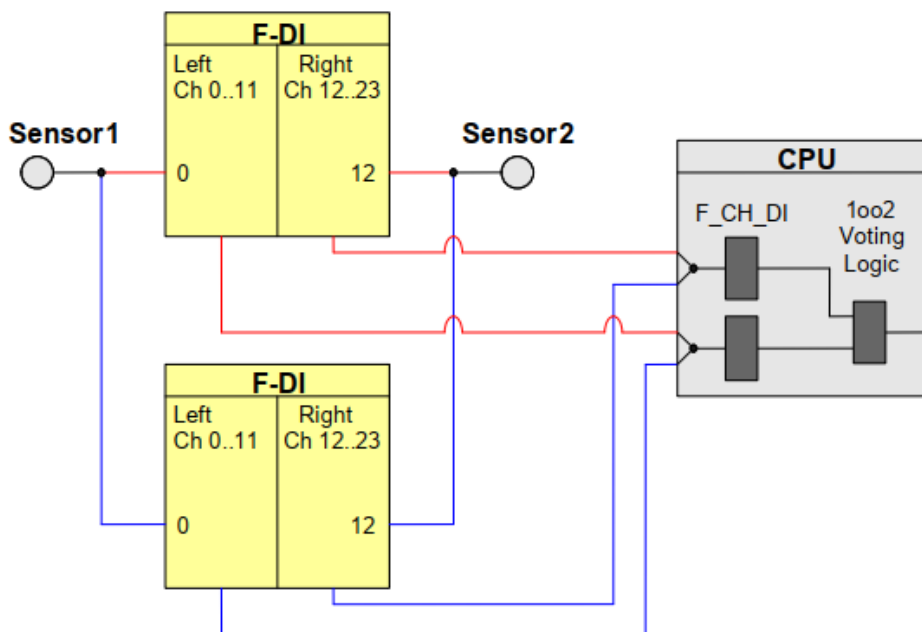 F-DI
Left
Ch 0..11
Right
Ch 12..23
0
12
Sensor1
Sensor2
CPU
F_CH_DI
1oo2
Voting
Logic
F-DI
Left
Ch 0..11
Right
Ch 12..23
0
12